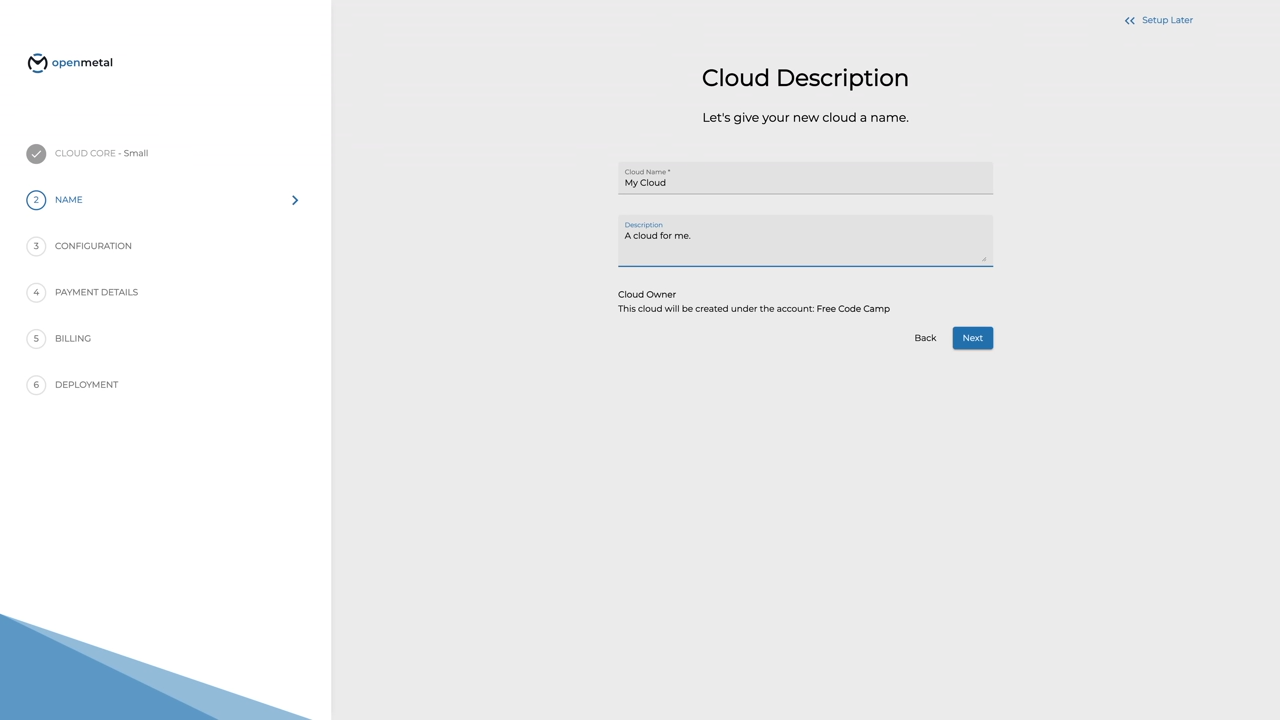 Setup Later
openmetal
Cloud Description
Let's give your new cloud a name.
CLOUD CORE - Small
2 NAME
3 CONFIGURATION
4 PAYMENT DETAILS
5 BILLING
6 DEPLOYMENT
Cloud Name *
My Cloud
Description
A cloud for me.
Cloud Owner
This cloud will be created under the account: Free Code Camp
Back Next